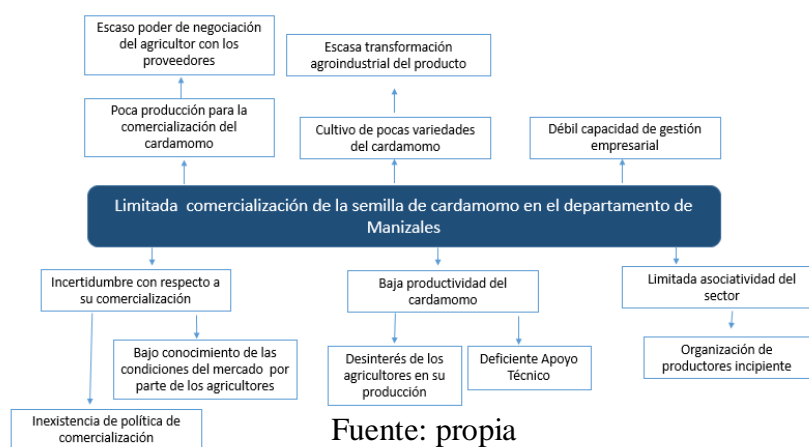 Escaso poder de negociación
del agricultor con los
proveedores
Escasa transformación
agroindustrial del producto
Poca producción para la
comercialización del
cardamomo
Cultivo de pocas variedades
del cardamomo
Débil capacidad de gestión
empresarial
Limitada comercialización de la semilla de cardamomo en el departamento de
Manizales
Incertidumbre con respecto a
su comercialización
Baja productividad del
cardamomo
Limitada asociatividad del
sector
Bajo conocimiento de las
condiciones del mercado por
parte de los agricultores
Desinterés de los
agricultores en su
producción
Deficiente Apoyo
Técnico
Organización de
productores incipiente
Inexistencia de política de
comercialización
Fuente: propia